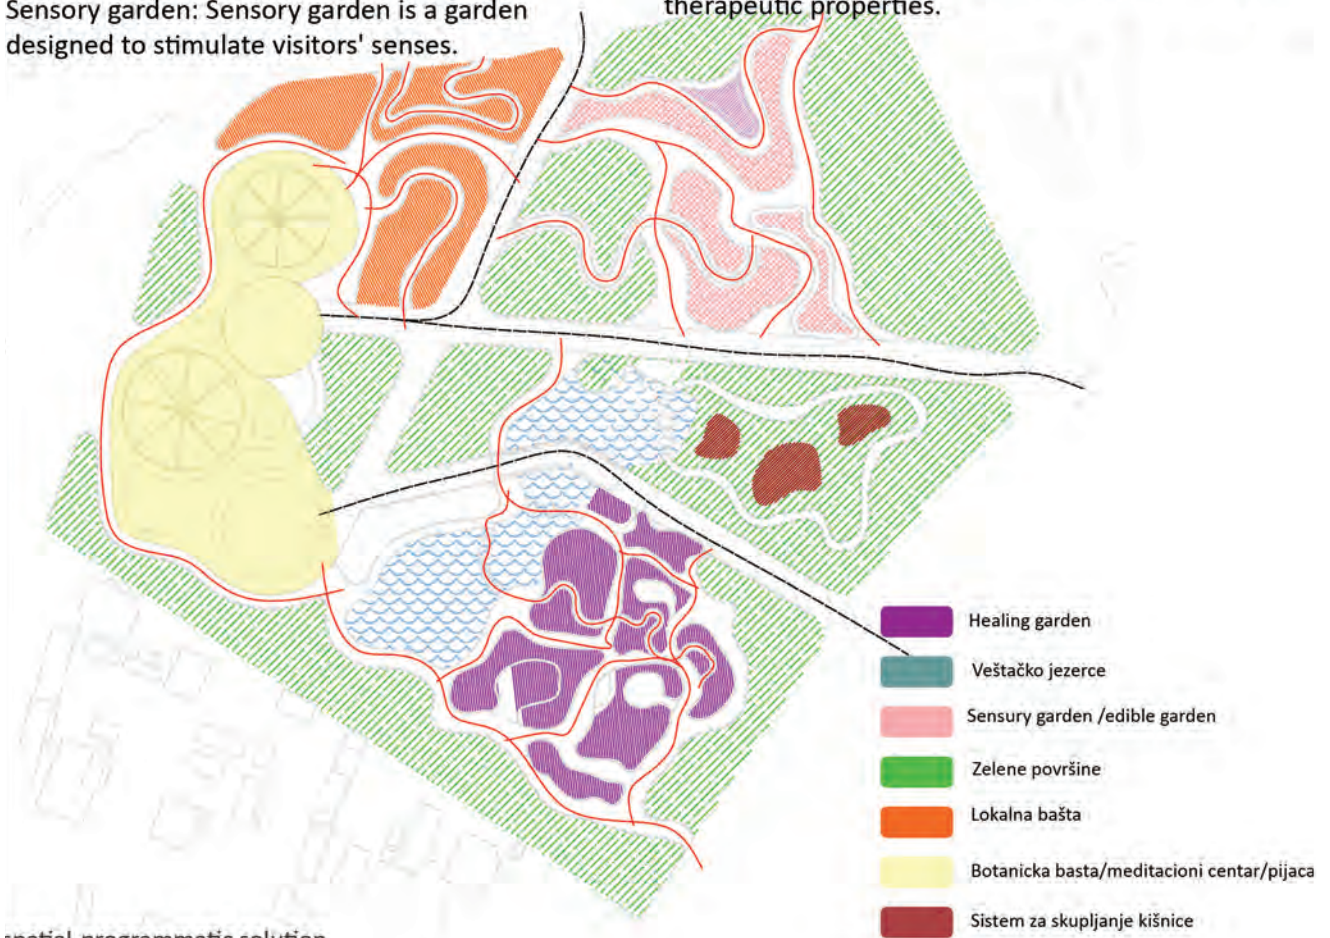 Sensory garden: Sensory garden is a garden
designed to stimulate visitors' senses.
therapeutic properties.
Healing garden
Veštačko jezerce
Sensury garden /edible garden
Zelene površine
Lokalna bašta
Botanicka basta/meditacioni centar/pijaca
Sistem za skupljanje kišnice
spatial-programmatic solution